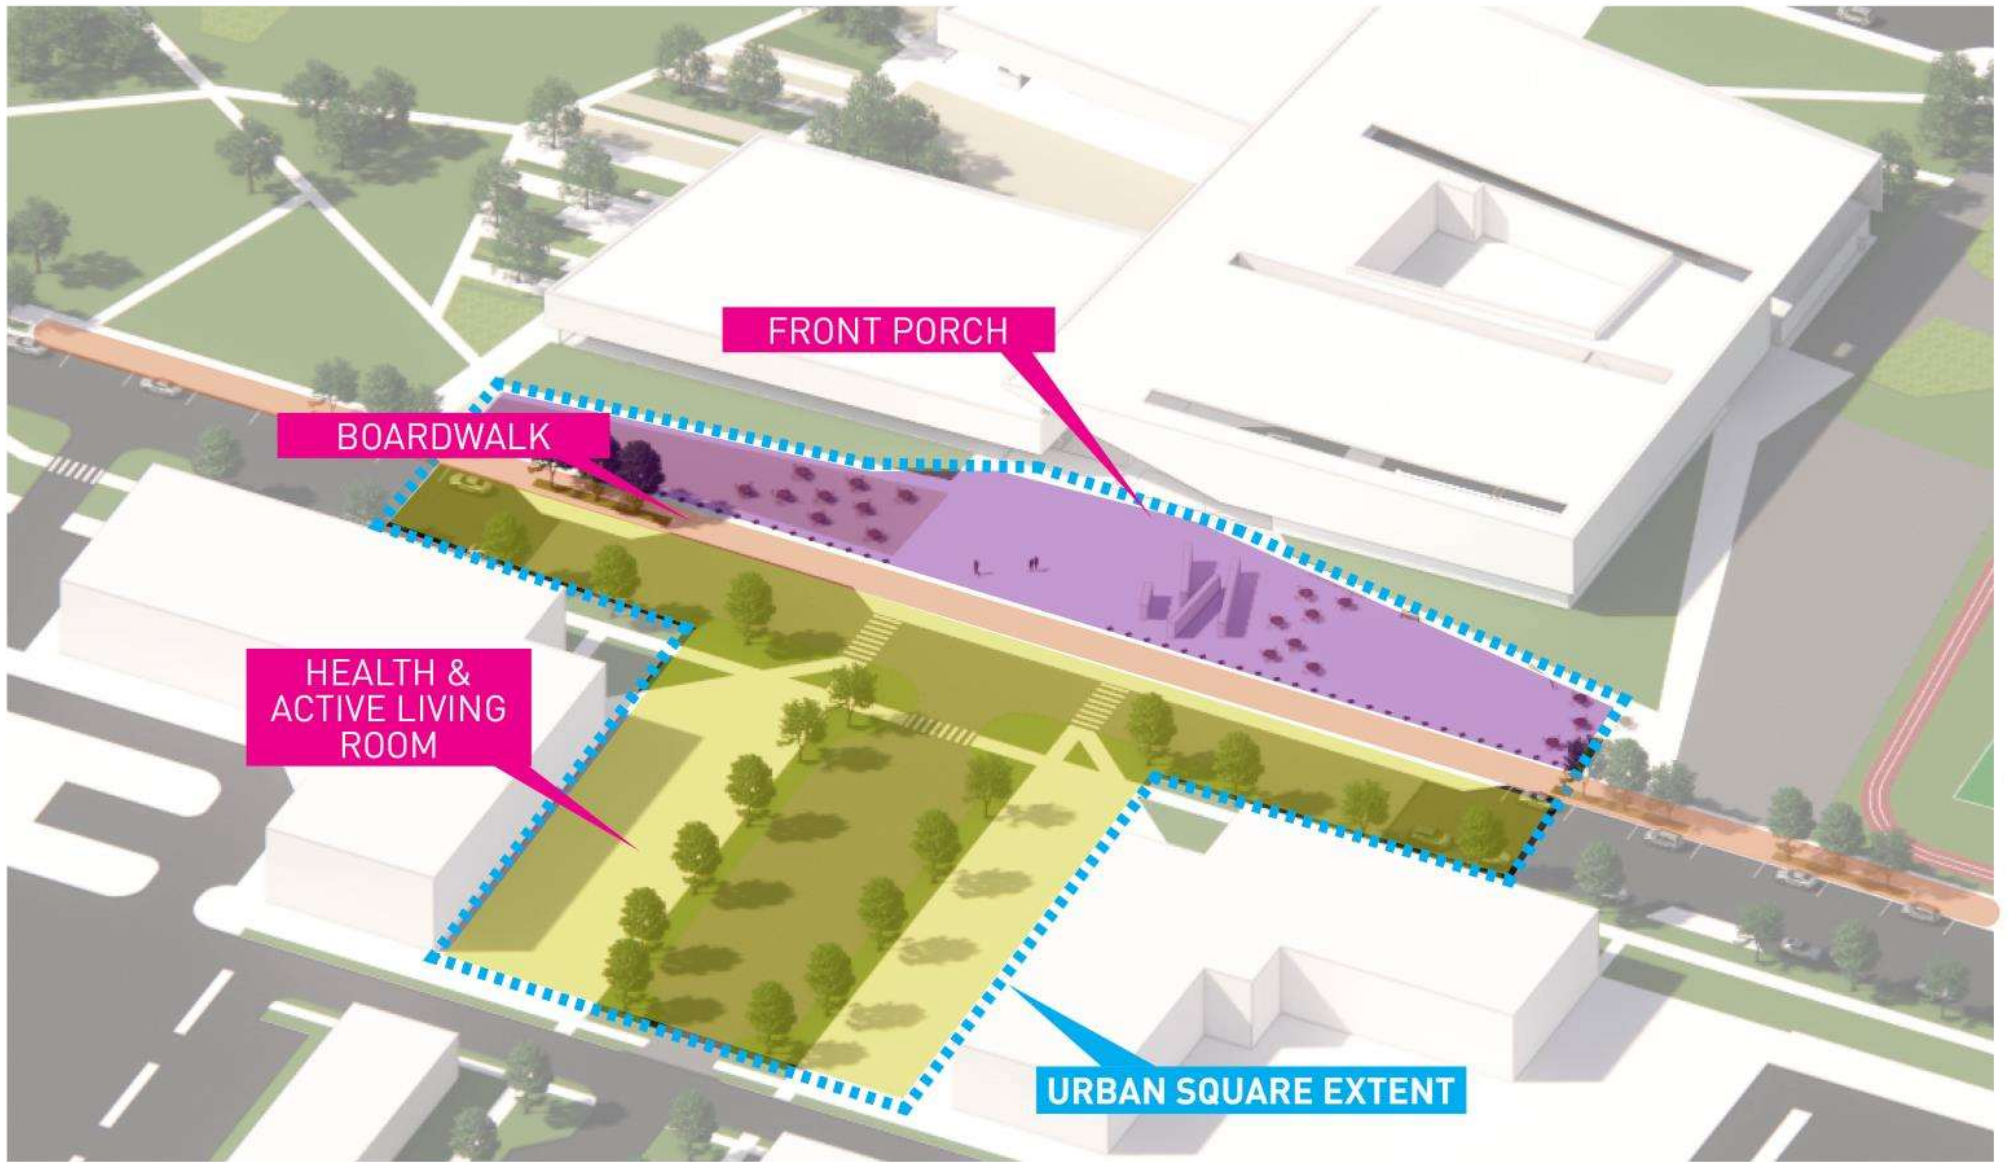 FRONT PORCH
BOARDWALK
HEALTH &
ACTIVE LIVING
ROOM
URBAN SQUARE EXTENT